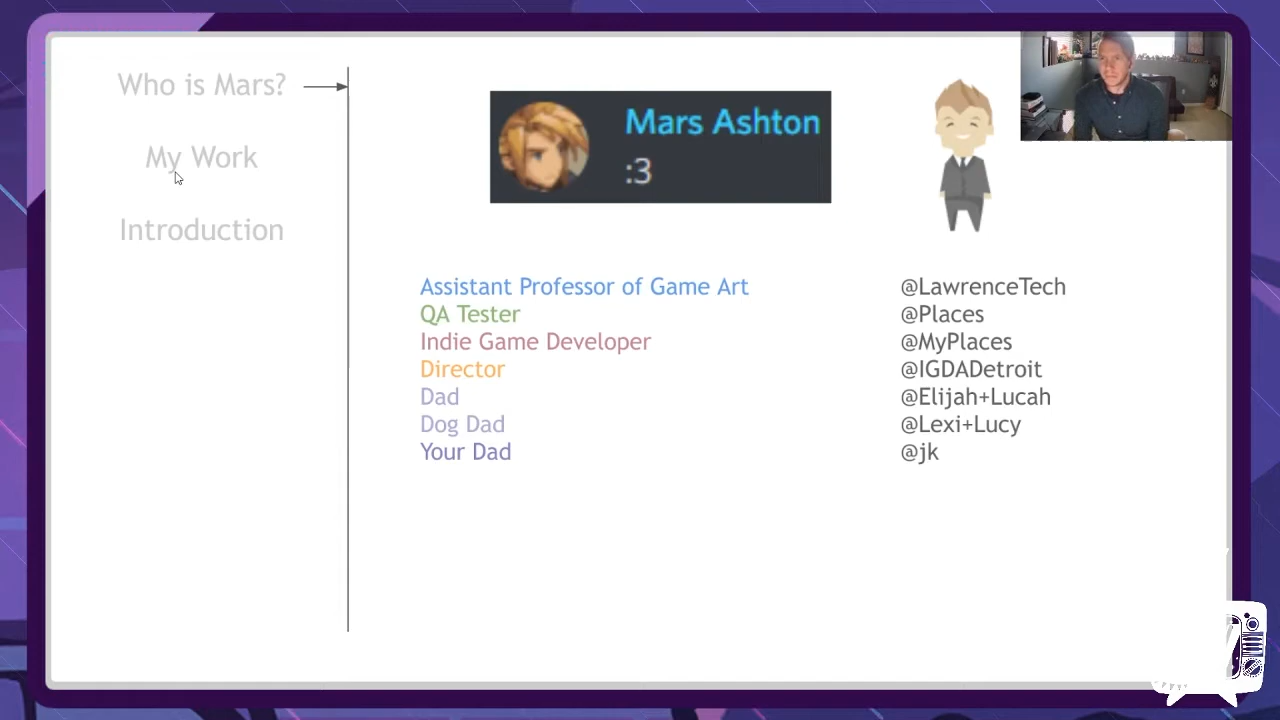 Who is Mars?
My Work
Introduction
Mars Ashton
:3
Assistant Professor of Game Art @LawrenceTech
QA Tester @Places
Indie Game Developer @MyPlaces
Director @IGDADetroit
Dad @Elijah+Lucah
Dog Dad @Lexi+Lucy
Your Dad @jk